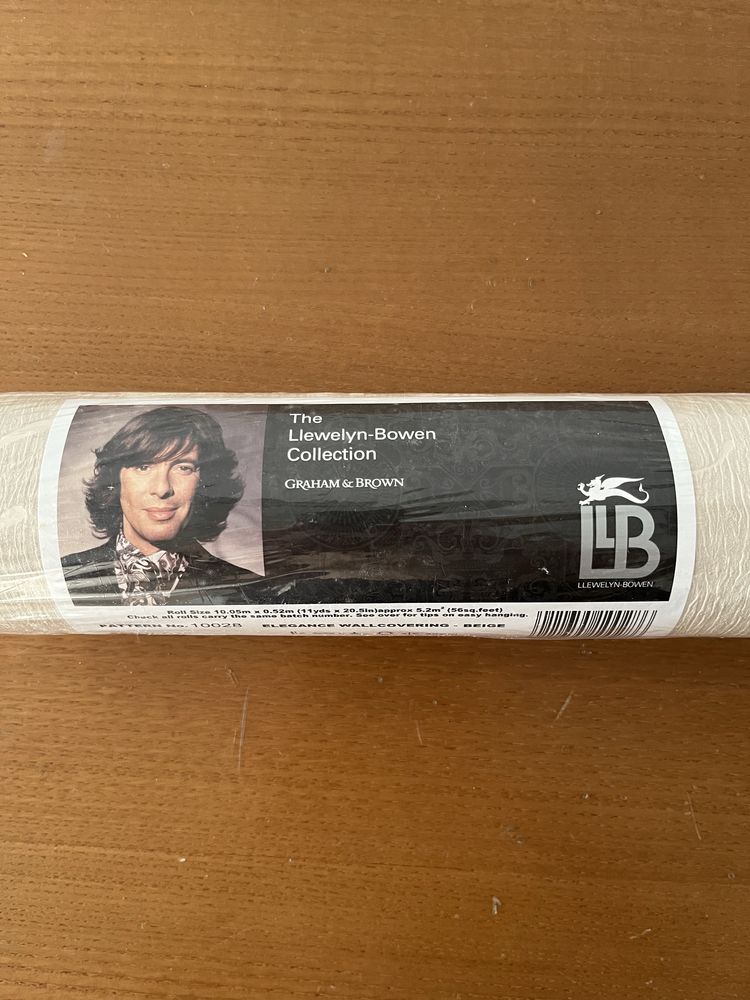 The
Llewelyn-Bowen
Collection
GRAHAM & BROWN
LLB
LLEWELYN-BOWEN
Roll Size 10.05m x 0.52m (11yds x 20.5in)approx 5.2m² (56sq.feet)
Check all rolls carry the same batch number. See over for tips on easy hanging.
PATTERN No. 10028 ELEGANCE WALLCOVERING - BEIGE